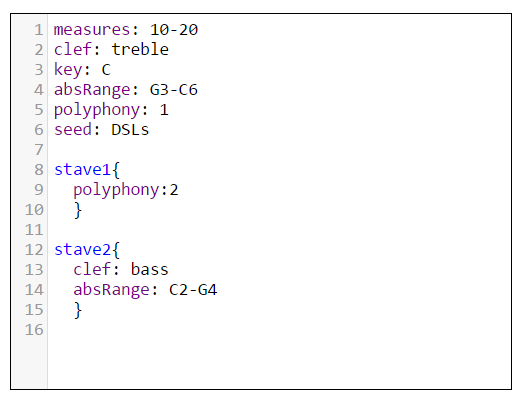 1 measures: 10-20
2 clef: treble
3 key: C
4 absRange: G3-C6
5 polyphony: 1
6 seed: DSLs
7
8 stave1{
9   polyphony:2
10   }
11
12 stave2{
13   clef: bass
14   absRange: C2-G4
15   }
16